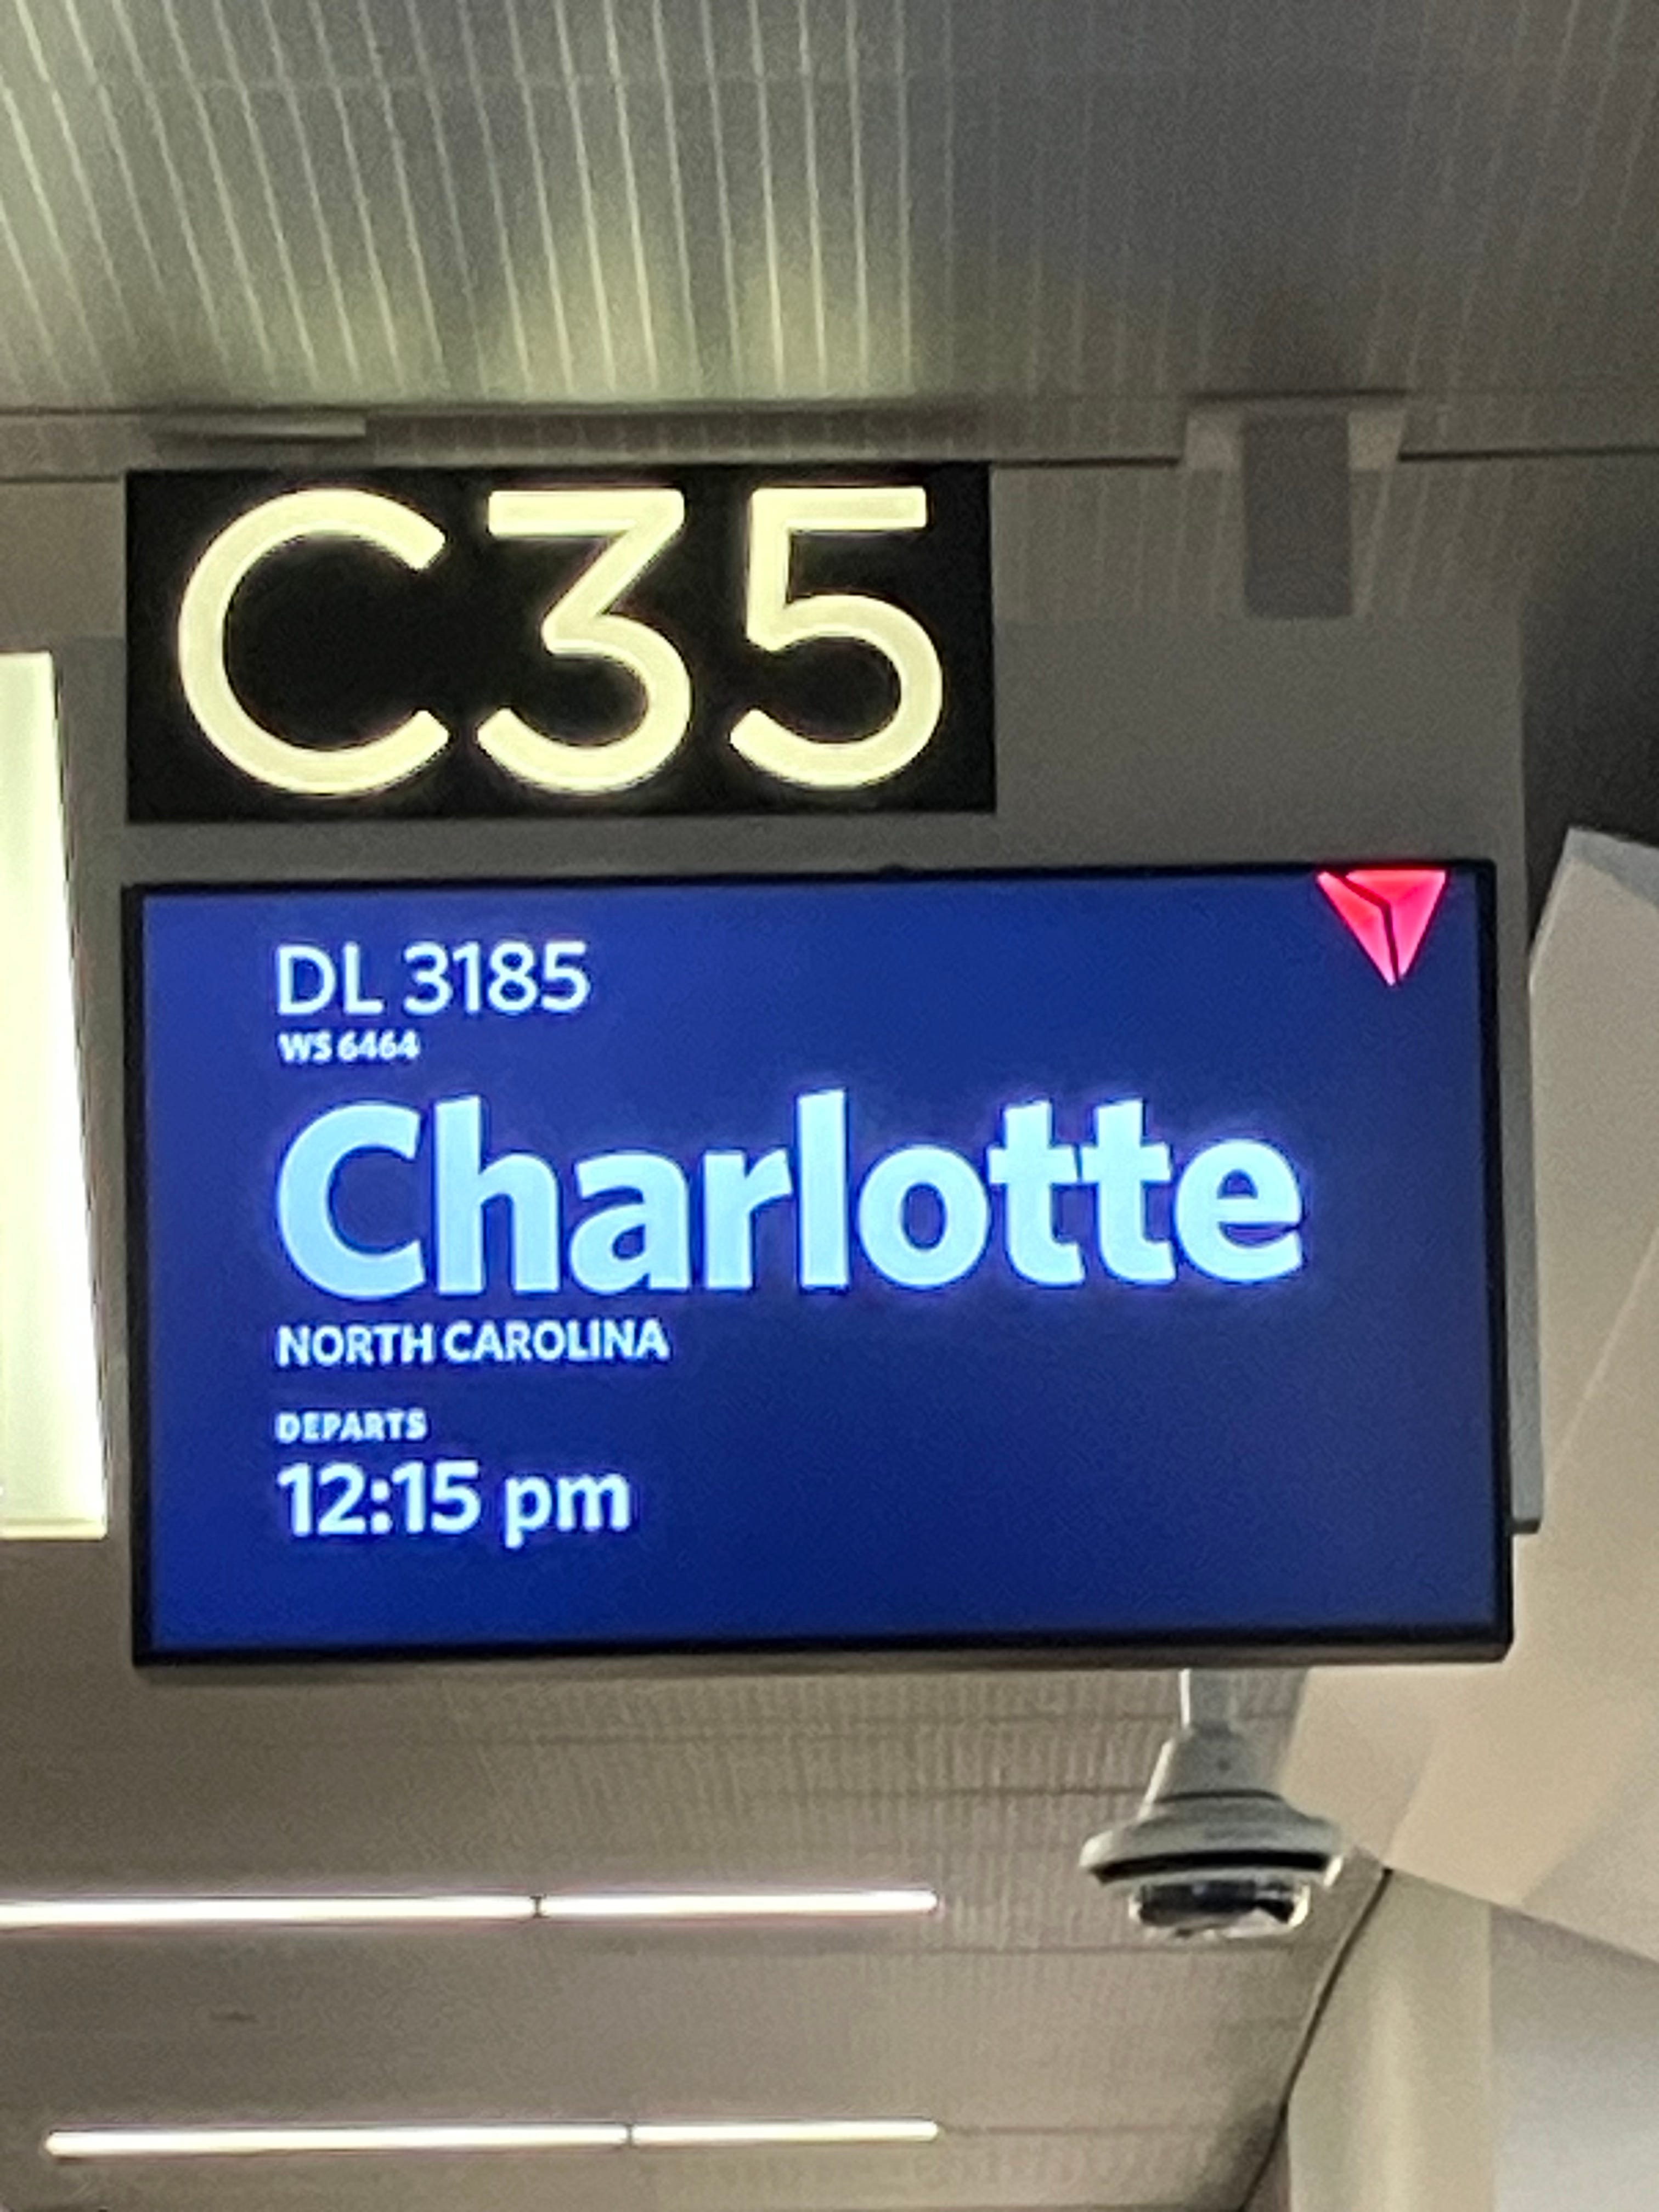 C35
DL 3185
WS 6464
Charlotte
NORTH CAROLINA
DEPARTS
12:15 pm